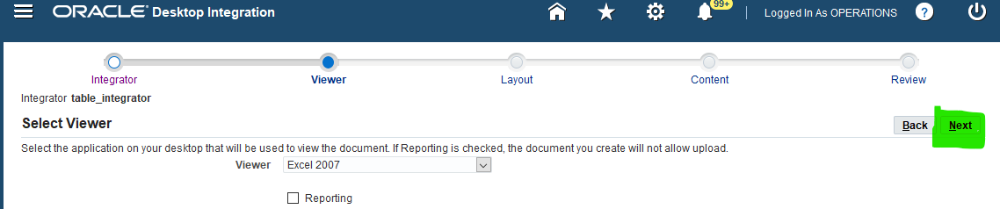 ORACLE Desktop Integration 99+ Logged In As OPERATIONS ?
Integrator Viewer Layout Content Review
Integrator table_integrator
Select Viewer Back Next
Select the application on your desktop that will be used to view the document. If Reporting is checked, the document you create will not allow upload.
Viewer Excel 2007
Reporting